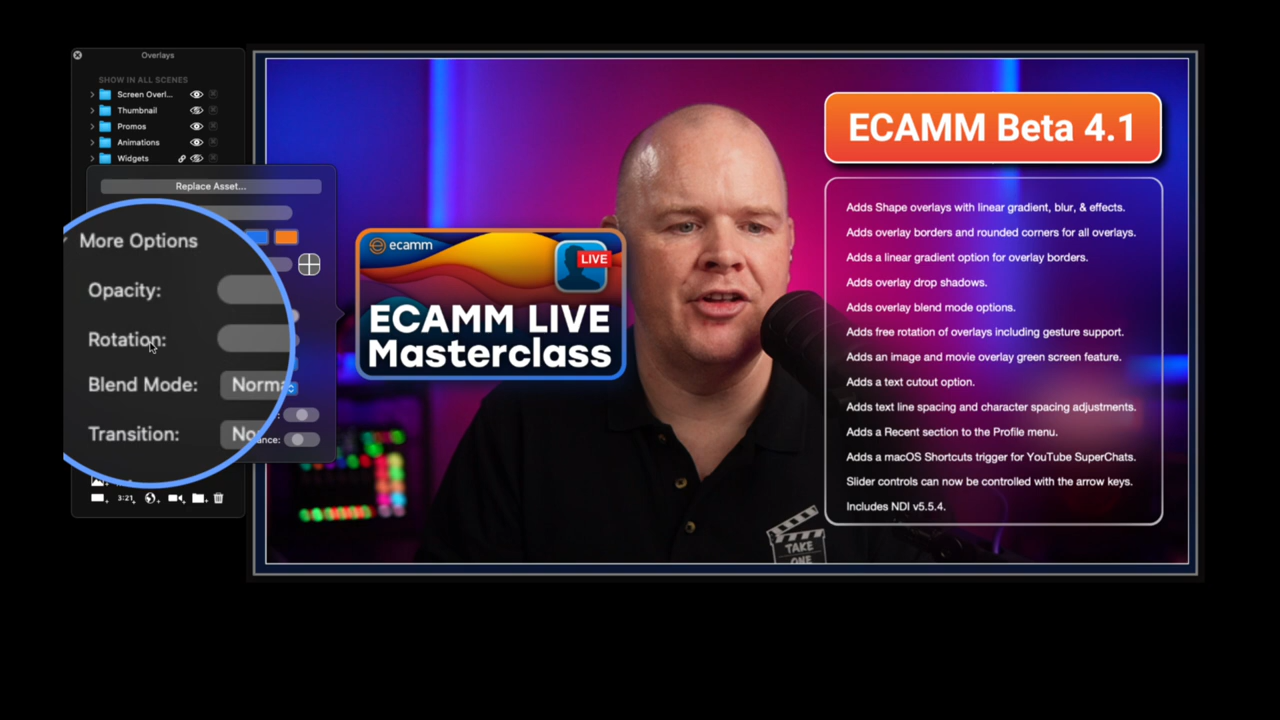 Overlays
SHOW IN ALL SCENES
Screen Overl...
Thumbnail
Promos
Animations
Widgets
Replace Asset...
More Options
Opacity:
Rotation:
Blend Mode:
Transition:
3:21
ecamm
LIVE
ECAMM LIVE
Masterclass
ECAMM Beta 4.1
Adds Shape overlays with linear gradient, blur, & effects.
Adds overlay borders and rounded corners for all overlays.
Adds a linear gradient option for overlay borders.
Adds overlay drop shadows.
Adds overlay blend mode options.
Adds free rotation of overlays including gesture support.
Adds an image and movie overlay green screen feature.
Adds a text cutout option.
Adds text line spacing and character spacing adjustments.
Adds a Recent section to the Profile menu.
Adds a macOS Shortcuts trigger for YouTube SuperChats.
Slider controls can now be controlled with the arrow keys.
Includes NDI v5.5.4.
TAKE
ONE